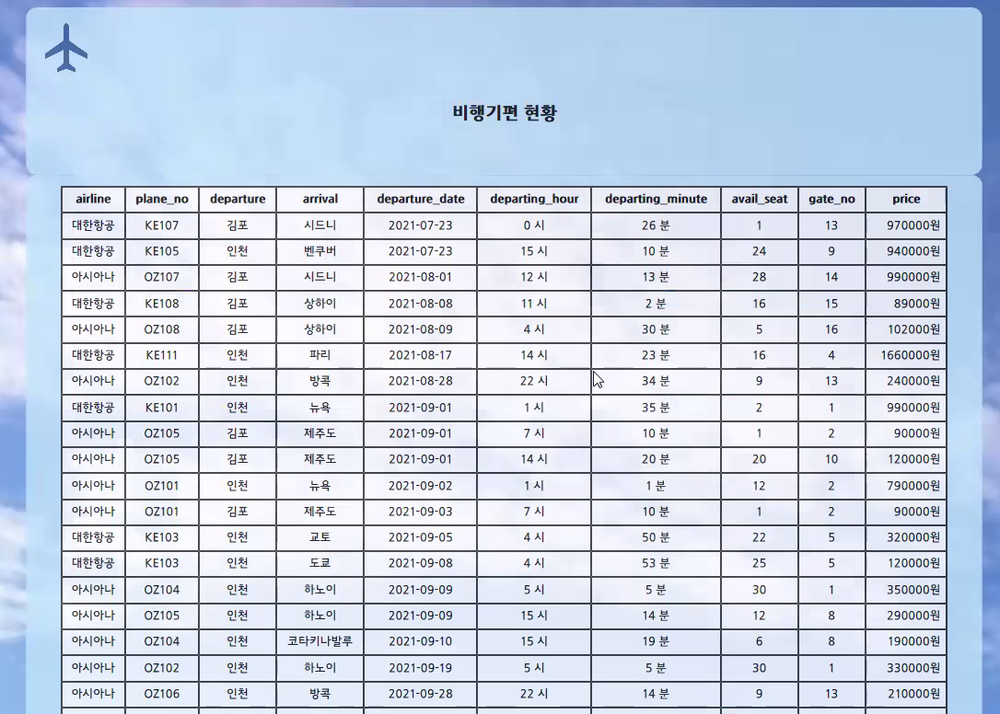 비행기편 현황
airline plane_no departure arrival departure_date departing_hour departing_minute avail_seat gate_no price
대한항공 KE107 김포 시드니 2021-07-23 0 시 26 분 1 13 970000원
대한항공 KE105 인천 벤쿠버 2021-07-23 15 시 10 분 24 9 940000원
아시아나 OZ107 김포 시드니 2021-08-01 12 시 13 분 28 14 990000원
대한항공 KE108 김포 상하이 2021-08-08 11 시 2 분 16 15 89000원
아시아나 OZ108 김포 상하이 2021-08-09 4 시 30 분 5 16 102000원
대한항공 KE111 인천 파리 2021-08-17 14 시 23 분 16 4 1660000원
아시아나 OZ102 인천 방콕 2021-08-28 22 시 34 분 9 13 240000원
대한항공 KE101 인천 뉴욕 2021-09-01 1 시 35 분 2 1 990000원
아시아나 OZ105 김포 제주도 2021-09-01 7 시 10 분 1 2 90000원
아시아나 OZ105 김포 제주도 2021-09-01 14 시 20 분 20 10 120000원
아시아나 OZ101 인천 뉴욕 2021-09-02 1 시 1 분 12 2 790000원
아시아나 OZ101 김포 제주도 2021-09-03 7 시 10 분 1 2 90000원
대한항공 KE103 인천 교토 2021-09-05 4 시 50 분 22 5 320000원
대한항공 KE103 인천 도쿄 2021-09-08 4 시 53 분 25 5 120000원
아시아나 OZ104 인천 하노이 2021-09-09 5 시 5 분 30 1 350000원
아시아나 OZ105 인천 하노이 2021-09-09 15 시 14 분 12 8 290000원
아시아나 OZ104 인천 코타키나발루 2021-09-10 15 시 19 분 6 8 190000원
아시아나 OZ102 인천 하노이 2021-09-19 5 시 5 분 30 1 330000원
아시아나 OZ106 인천 방콕 2021-09-28 22 시 14 분 9 13 210000원